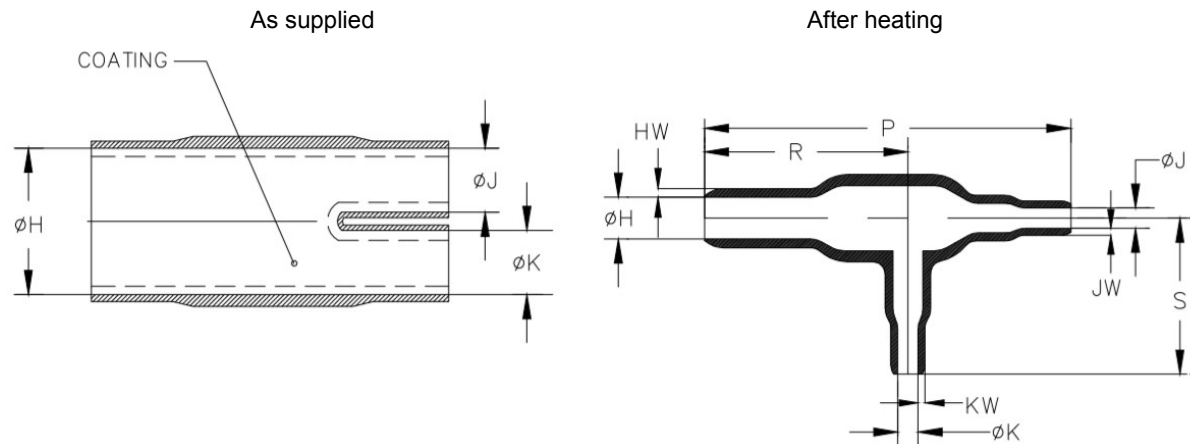 As supplied
After heating
COATING
HW
P
R
øJ
øJ
øH
øH
øK
JW
S
KW
øK